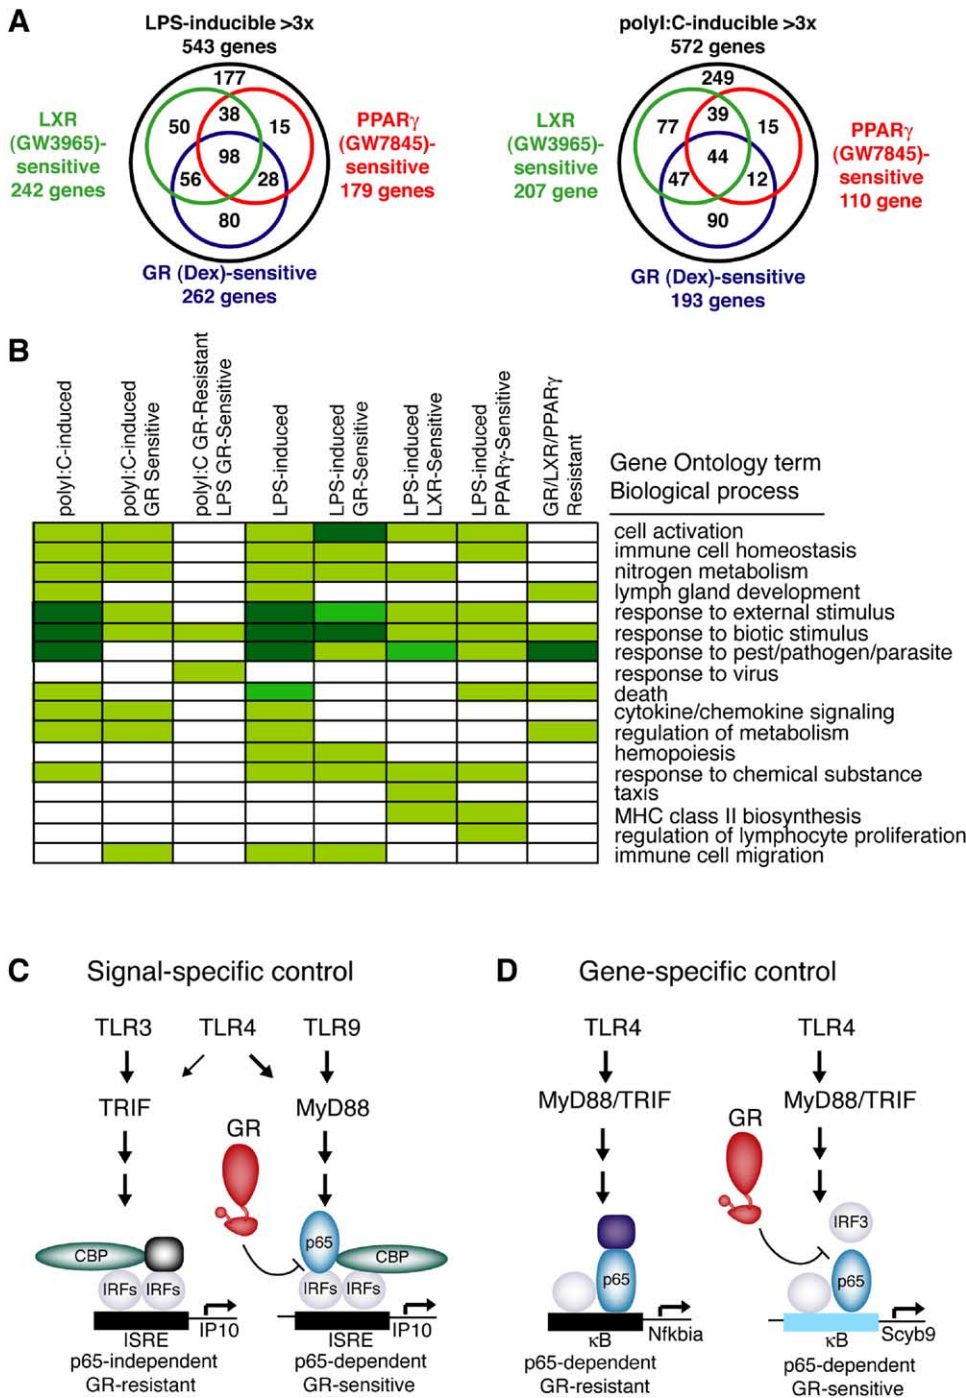 A
LPS-inducible >3x
543 genes
177
38
50
15
98
56
28
80
LXR
(GW3965)-
sensitive
242 genes
PPARγ
(GW7845)-
sensitive
179 genes
GR (Dex)-sensitive
262 genes
polyI:C-inducible >3x
572 genes
249
39
77
15
44
47
12
90
LXR
(GW3965)-
sensitive
207 gene
PPARγ
(GW7845)-
sensitive
110 gene
GR (Dex)-sensitive
193 genes
B
polyI:C-induced
polyI:C-induced
GR Sensitive
polyI:C GR-Resistant
LPS GR-Sensitive
LPS-induced
LPS-induced
GR-Sensitive
LPS-induced
LXR-Sensitive
LPS-induced
PPARγ-Sensitive
GR/LXR/PPARγ
Resistant
Gene Ontology term
Biological process
cell activation
immune cell homeostasis
nitrogen metabolism
lymph gland development
response to external stimulus
response to biotic stimulus
response to pest/pathogen/parasite
response to virus
death
cytokine/chemokine signaling
regulation of metabolism
hemopoiesis
response to chemical substance
taxis
MHC class II biosynthesis
regulation of lymphocyte proliferation
immune cell migration
C
Signal-specific control
TLR3
TLR4
TLR9
TRIF
MyD88
GR
CBP
IRFs
IRFs
ISRE
IP10
p65-independent
GR-resistant
p65
CBP
IRFs
IRFs
ISRE
IP10
p65-dependent
GR-sensitive
D
Gene-specific control
TLR4
MyD88/TRIF
p65
κB
Nfkbia
p65-dependent
GR-resistant
TLR4
MyD88/TRIF
GR
IRF3
p65
κB
Scyb9
p65-dependent
GR-sensitive